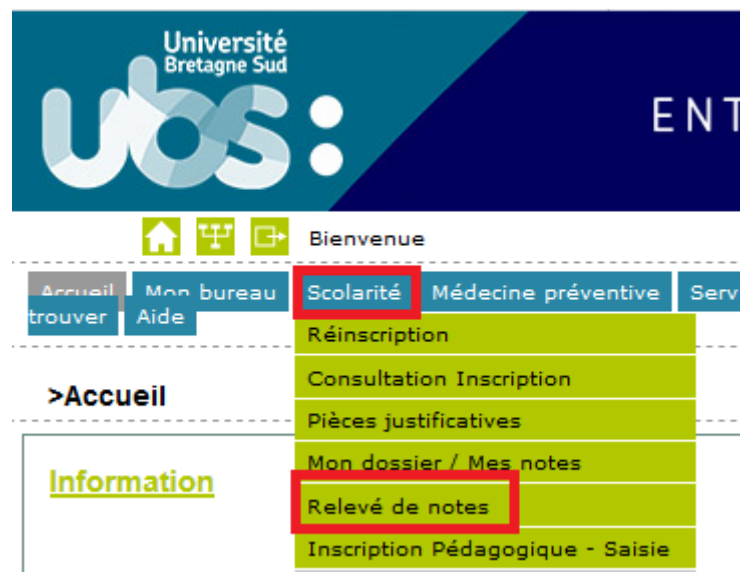 Université
Bretagne Sud
ubs:
ENT
Bienvenue
Accueil Mon bureau Scolarité Médecine préventive Serv
trouver Aide
Réinscription
Consultation Inscription
>Accueil
Pièces justificatives
Mon dossier / Mes notes
Information
Relevé de notes
Inscription Pédagogique - Saisie